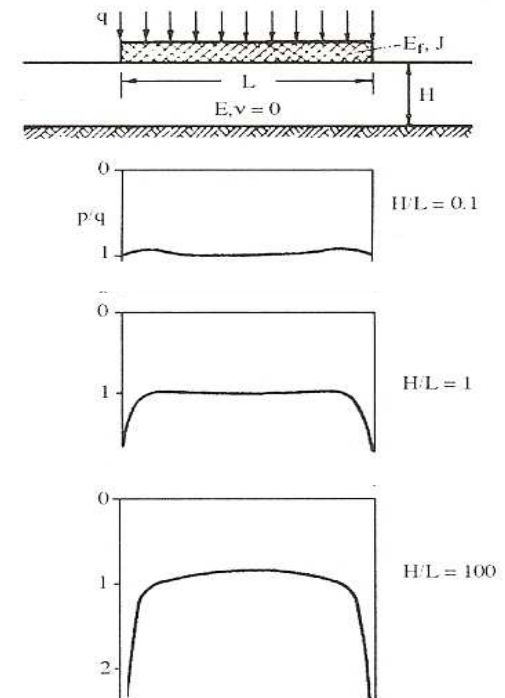 q
E_f, J
L
H
E, ν = 0
0
p/q
1
H/L = 0.1
0
1
H/L = 1
0
1
2
H/L = 100